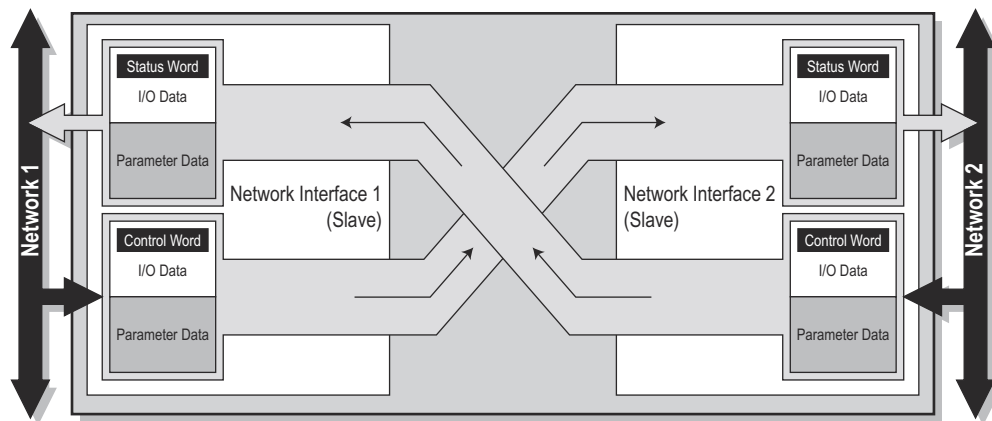 Network 1
Status Word
I/O Data
Parameter Data
Control Word
I/O Data
Parameter Data
Network Interface 1
(Slave)
Network Interface 2
(Slave)
Status Word
I/O Data
Parameter Data
Control Word
I/O Data
Parameter Data
Network 2